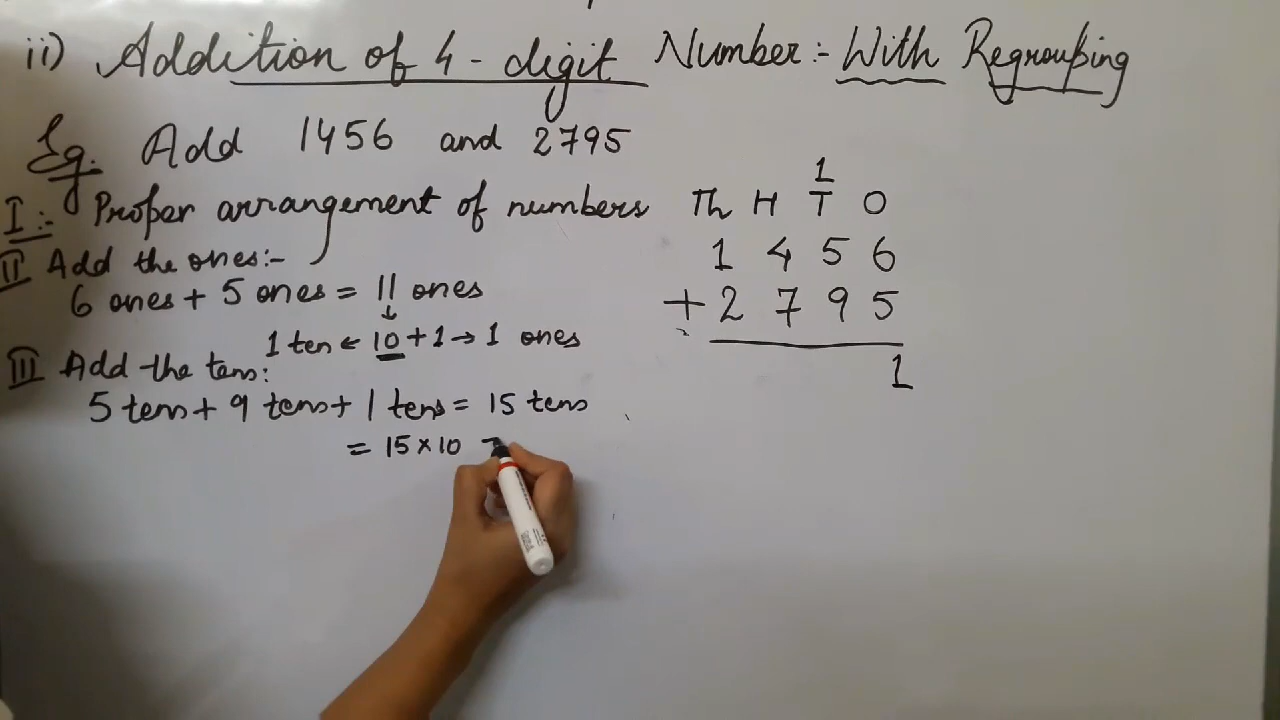 ii) Addition of 4 - digit Number :- With Regrouping
Eg. Add 1456 and 2795
I :- Proper arrangement of numbers
II Add the ones :-
6 ones + 5 ones = 11 ones
↓
1 ten ← 10 + 1 → 1 ones
III Add the tens :
5 tens + 9 tens + 1 tens = 15 tens
= 15 × 10 =
1
Th H T O
1 4 5 6
+ 2 7 9 5
1